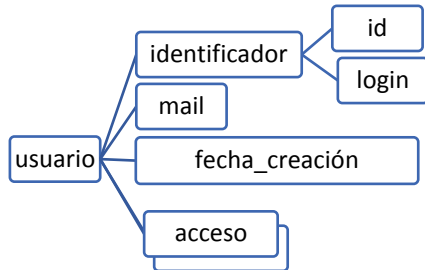 id
identificador
login
mail
usuario
fecha_creación
acceso